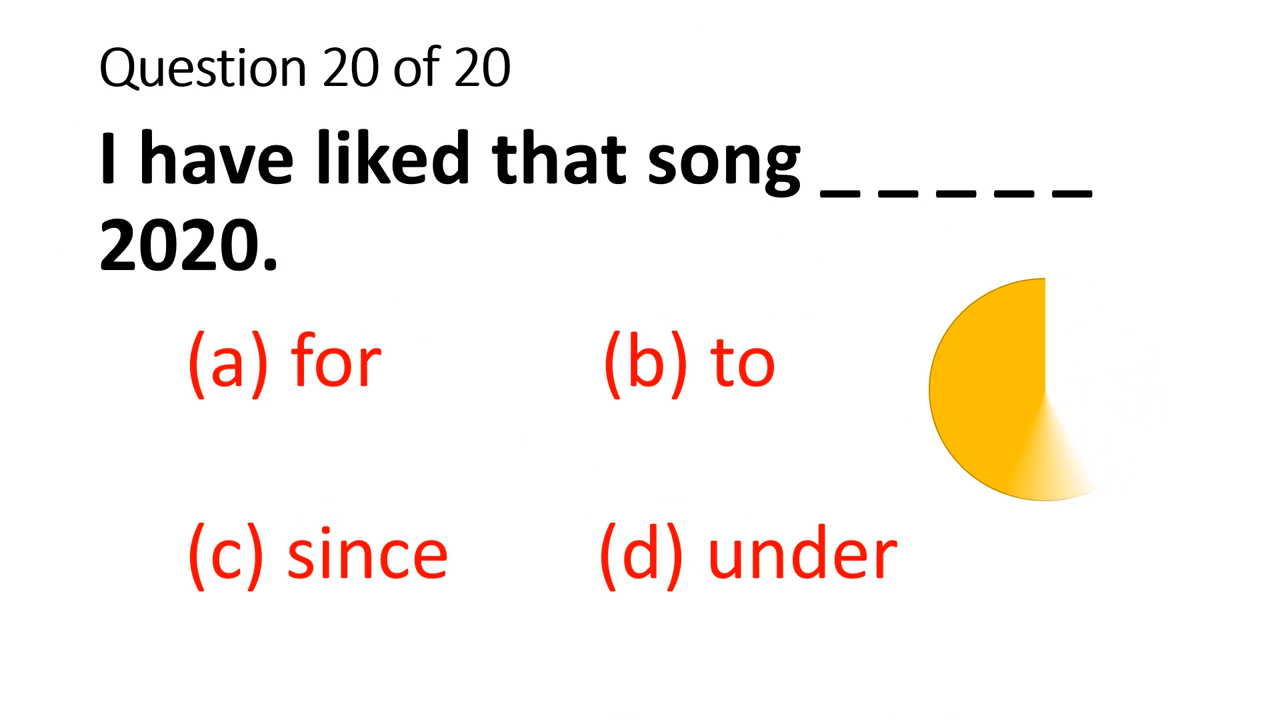 Question 20 of 20
I have liked that song _ _ _ _ _
2020.
(a) for (b) to
(c) since (d) under